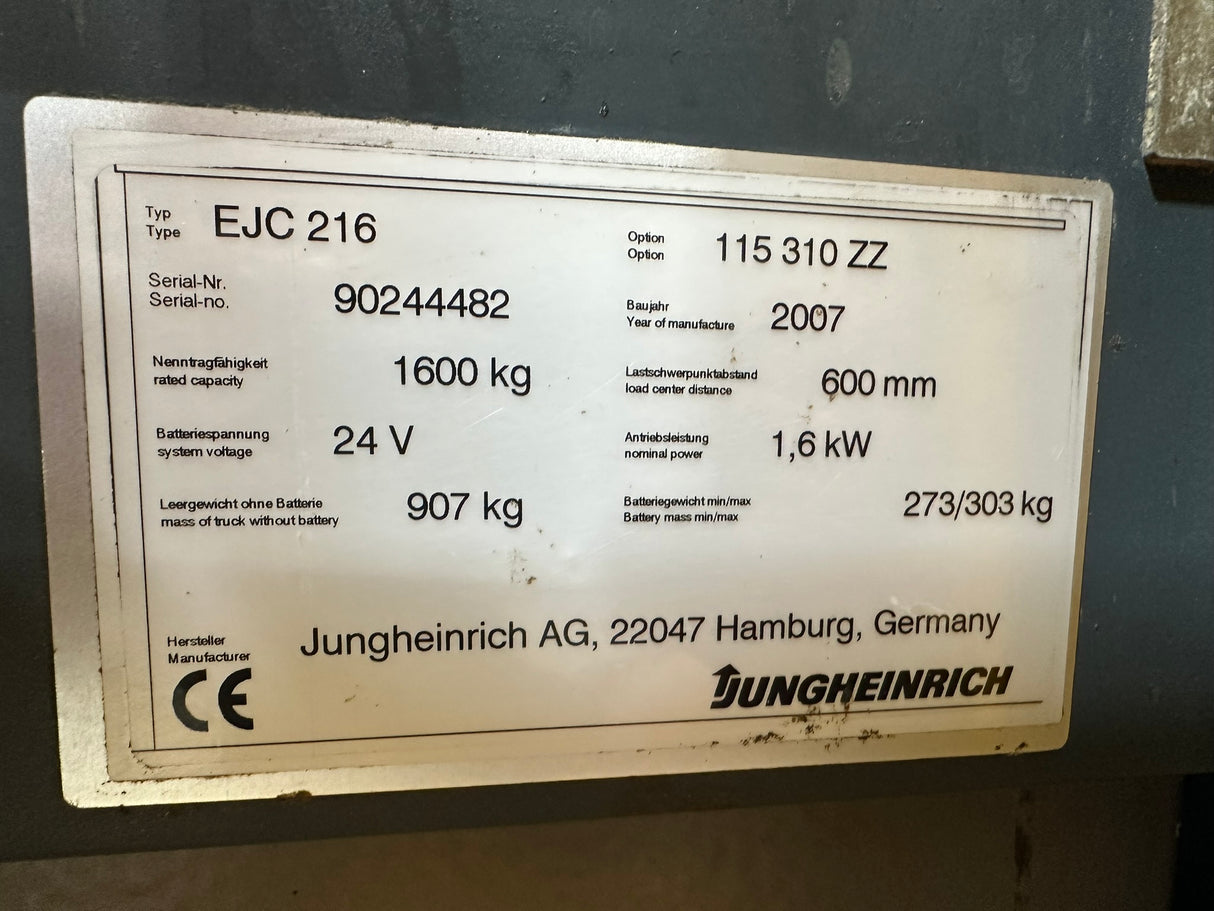 Typ
Type EJC 216
Option
Option 115 310 ZZ
Serial-Nr.
Serial-no. 90244482
Baujahr
Year of manufacture 2007
Nenntragfähigkeit
rated capacity 1600 kg
Lastschwerpunktabstand
load center distance 600 mm
Batteriespannung
system voltage 24 V
Antriebsleistung
nominal power 1,6 kW
Leergewicht ohne Batterie
mass of truck without battery 907 kg
Batteriegewicht min/max
Battery mass min/max 273/303 kg
Hersteller
Manufacturer Jungheinrich AG, 22047 Hamburg, Germany
CE
JUNGHEINRICH